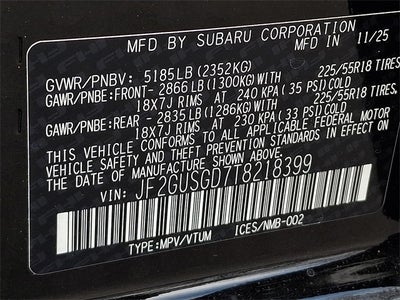 MFD BY SUBARU CORPORATION 11/25
GVWR/PNBV: 5185LB (2352KG)
GAWR/PNBE: FRONT- 2866 LB (1300KG) WITH 225/55R18 TIRES
18X7J RIMS AT 240 KPA (35 PSI) COLD
GAWR/PNBE: REAR - 2835 LB (1286KG) WITH 225/55R18 TIRES
18X7J RIMS AT 230 KPA (33 PSI) COLD
THIS VEHICLE CONFORMS TO ALL APPLICABLE FEDERAL MOTOR
VEHICLE SAFETY AND THEFT PREVENTION STANDARDS
IN EFFECT ON THE DATE OF MANUFACTURE SHOWN ABOVE.
VIN: JF2GUSGD7T8218399
TYPE:MPV/VTUM ICES/NMB-002